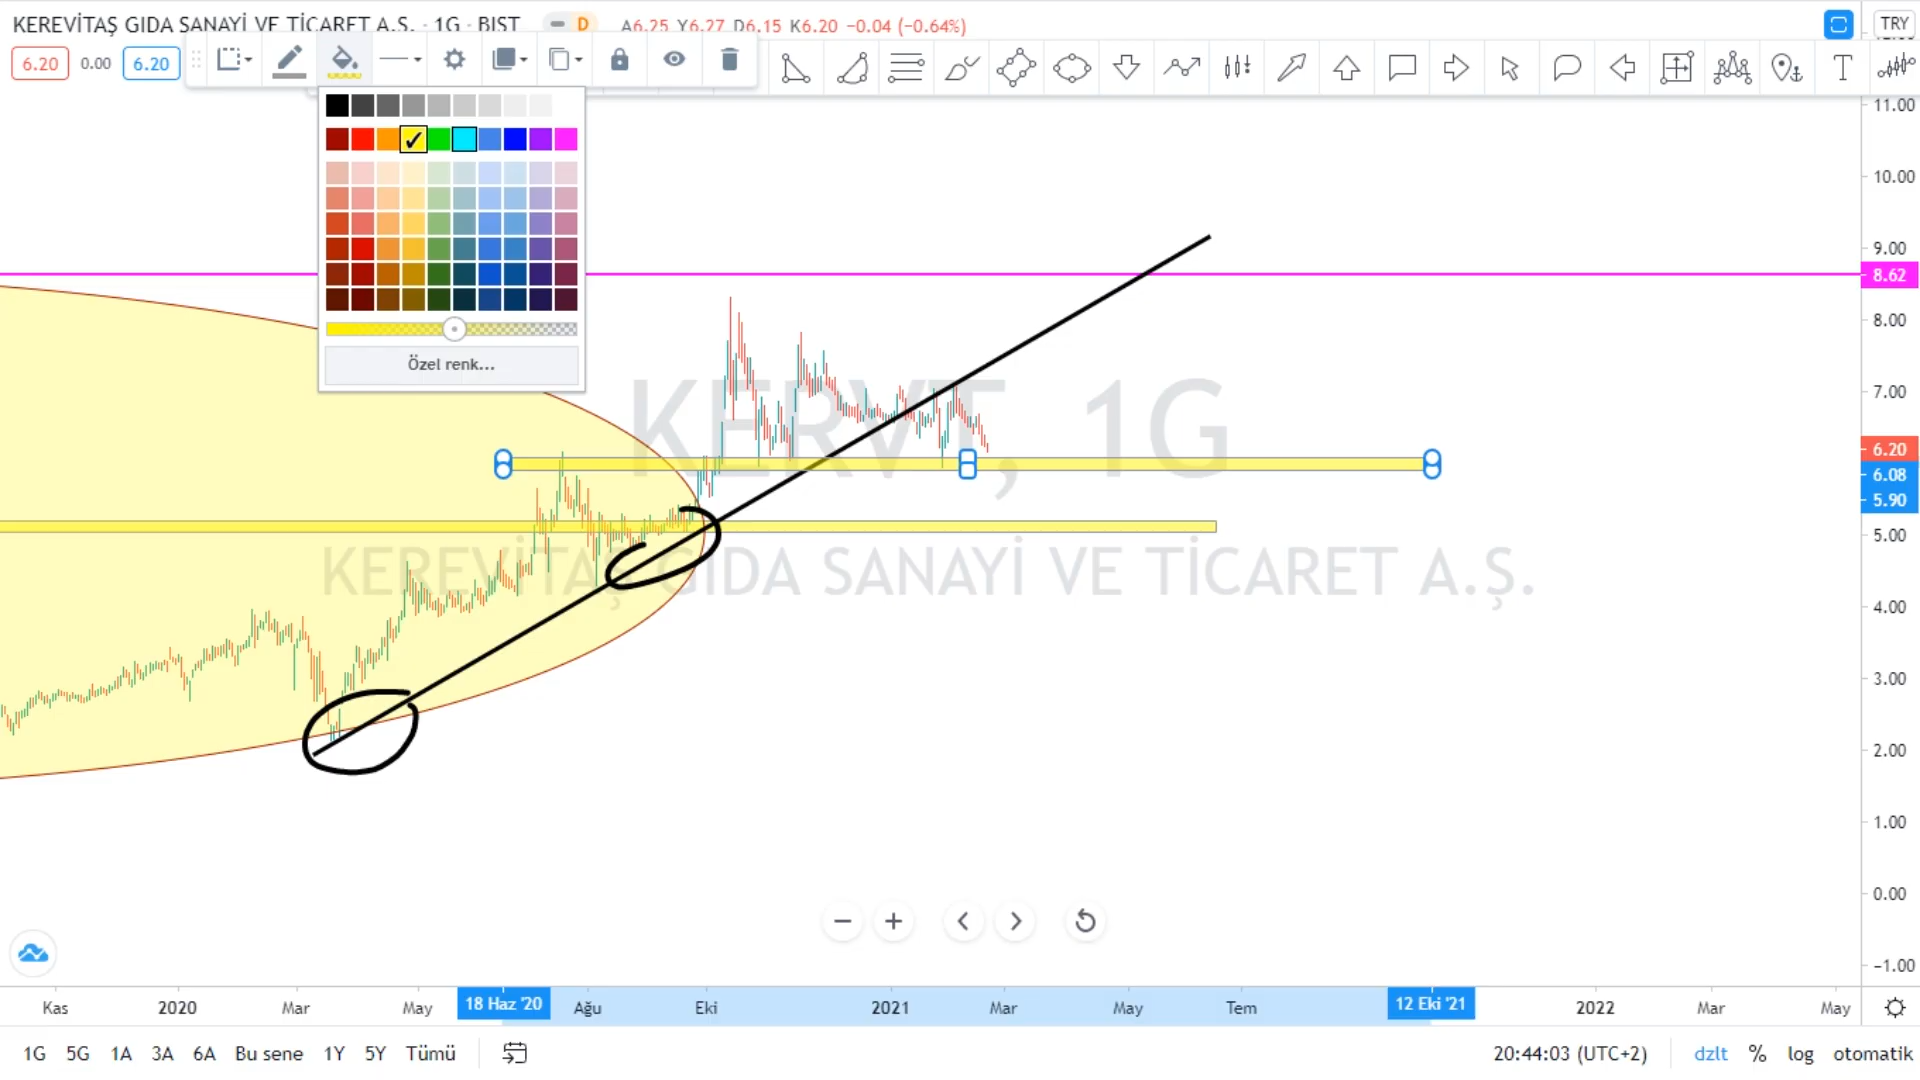 KEREVİTAŞ GIDA SANAYİ VE TİCARET A.Ş. · 1G · BIST D A6.25 Y6.27 D6.15 K6.20 −0.04 (−0.64%) TRY
6.20 0.00 6.20 T
Özel renk...
11.00
10.00
9.00
8.62
8.00
7.00
6.20
6.08
5.90
5.00
4.00
3.00
2.00
1.00
0.00
−1.00
KERVT, 1G
KEREVİTAŞ GIDA SANAYİ VE TİCARET A.Ş.
Kas 2020 Mar May 18 Haz '20 Ağu Eki 2021 Mar May Tem 12 Eki '21 2022 Mar May
1G 5G 1A 3A 6A Bu sene 1Y 5Y Tümü 20:44:03 (UTC+2) dzlt % log otomatik